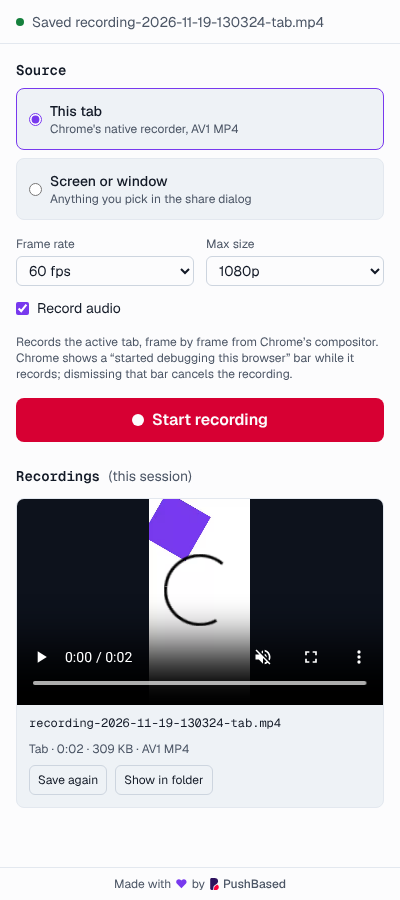 Saved recording-2026-11-19-130324-tab.mp4
Source
This tab
Chrome's native recorder, AV1 MP4
Screen or window
Anything you pick in the share dialog
Frame rate
Max size
60 fps
1080p
Record audio
Records the active tab, frame by frame from Chrome’s compositor.
Chrome shows a “started debugging this browser” bar while it
records; dismissing that bar cancels the recording.
Start recording
Recordings (this session)
0:00 / 0:02
recording-2026-11-19-130324-tab.mp4
Tab · 0:02 · 309 KB · AV1 MP4
Save again
Show in folder
Made with 💜 by PushBased